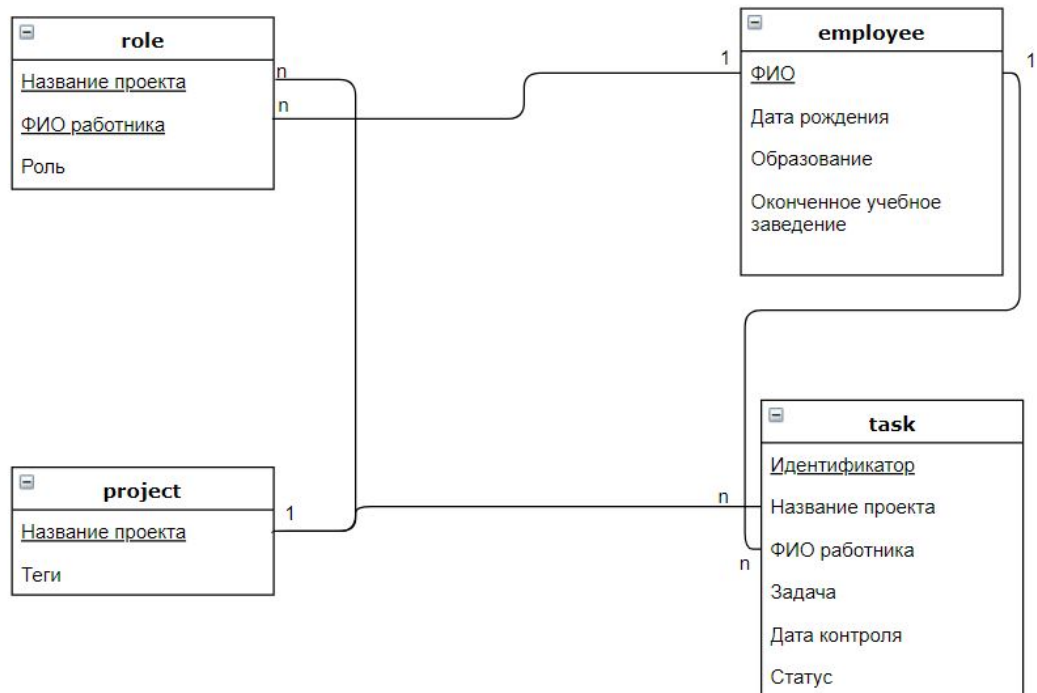 role
Название проекта
ФИО работника
Роль
n
n
employee
ФИО
Дата рождения
Образование
Оконченное учебное
заведение
1
1
project
Название проекта
Теги
1
task
Идентификатор
Название проекта
ФИО работника
Задача
Дата контроля
Статус
n
n